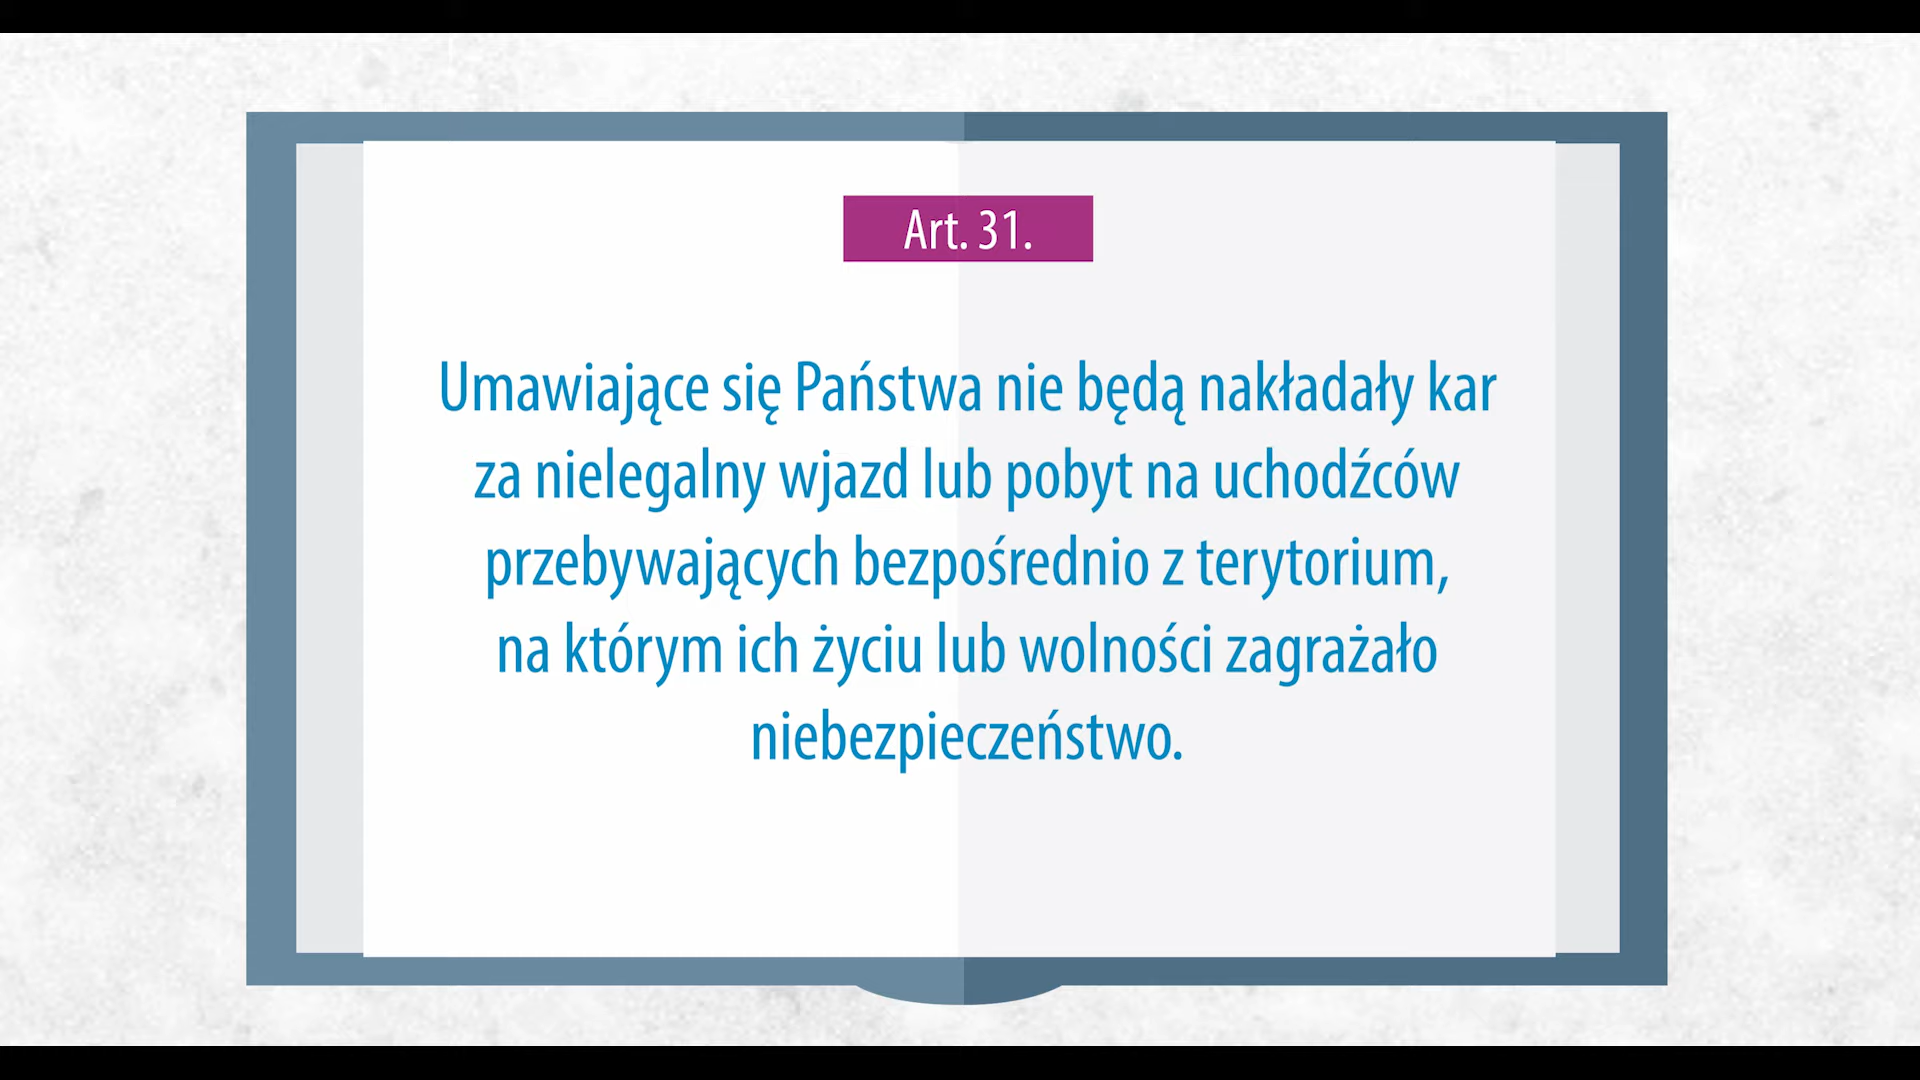 Art. 31.
Umawiające się Państwa nie będą nakładały kar
za nielegalny wjazd lub pobyt na uchodźców
przebywających bezpośrednio z terytorium,
na którym ich życiu lub wolności zagrażało
niebezpieczeństwo.